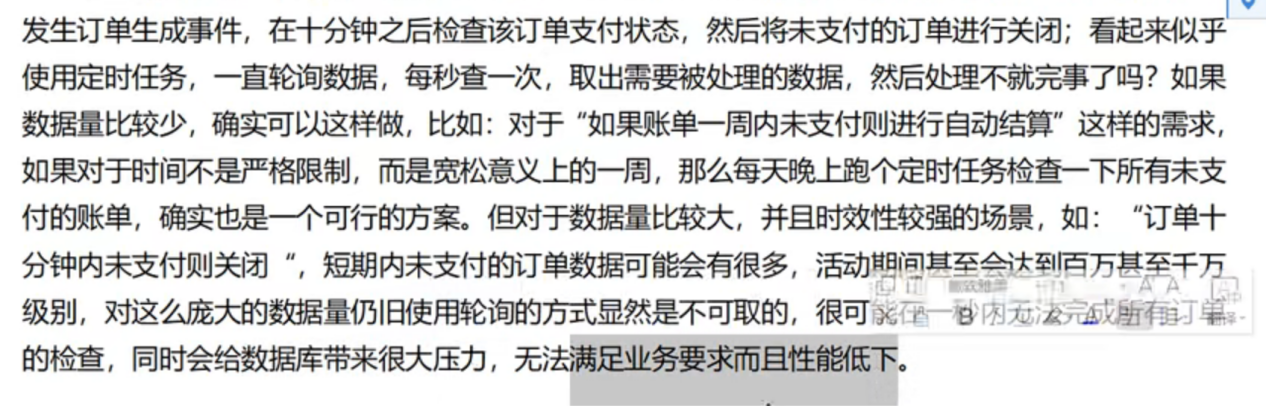 发生订单生成事件，在十分钟之后检查该订单支付状态，然后将未支付的订单进行关闭；看起来似乎
使用定时任务，一直轮询数据，每秒查一次，取出需要被处理的数据，然后处理不就完事了吗？如果
数据量比较少，确实可以这样做，比如：对于“如果账单一周内未支付则进行自动结算”这样的需求，
如果对于时间不是严格限制，而是宽松意义上的一周，那么每天晚上跑个定时任务检查一下所有未支
付的账单，确实也是一个可行的方案。但对于数据量比较大，并且时效性较强的场景，如：“订单十
分钟内未支付则关闭“，短期内未支付的订单数据可能会有很多，活动期间甚至会达到百万甚至千万
级别，对这么庞大的数据量仍旧使用轮询的方式显然是不可取的，很可能在一秒内无法完成所有订单
的检查，同时会给数据库带来很大压力，无法满足业务要求而且性能低下。